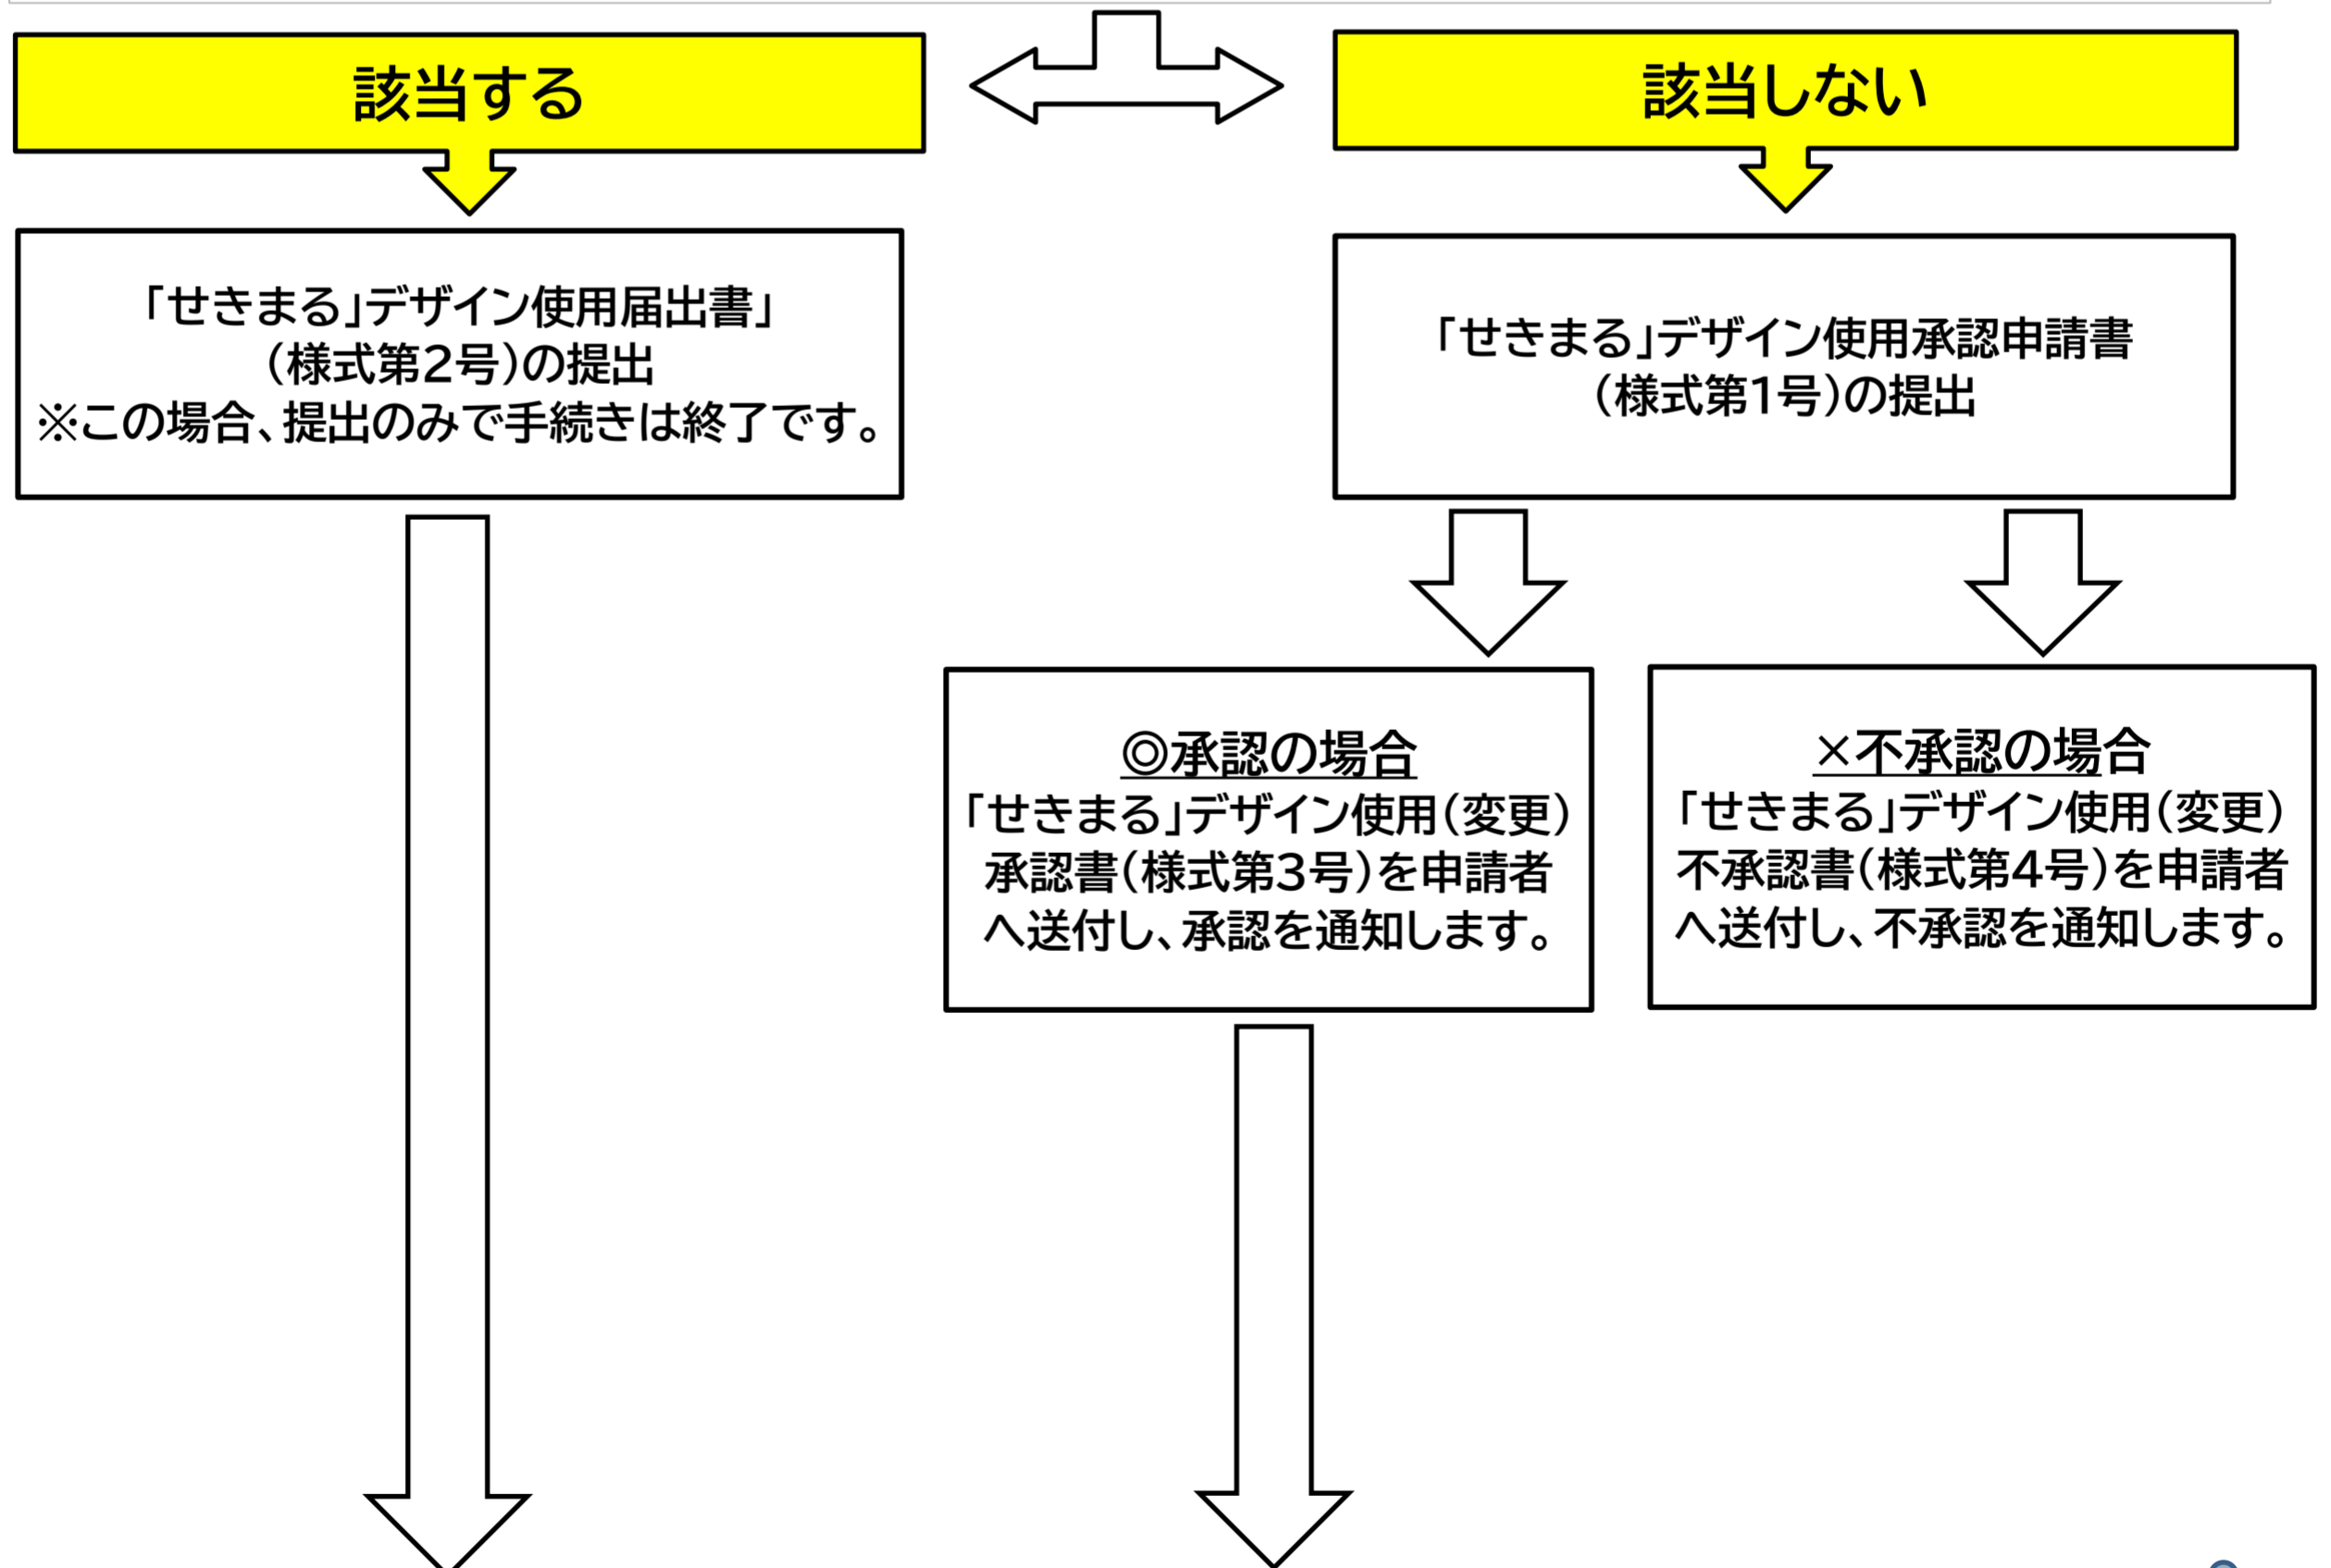 該当する
該当しない
「せきまる」デザイン使用届出書」
(様式第2号)の提出
※この場合、提出のみで手続きは終了です。
「せきまる」デザイン使用承認申請書
(様式第1号)の提出
◎承認の場合
「せきまる」デザイン使用(変更)
承認書(様式第3号)を申請者
へ送付し、承認を通知します。
×不承認の場合
「せきまる」デザイン使用(変更)
不承認書(様式第4号)を申請者
へ送付し、不承認を通知します。